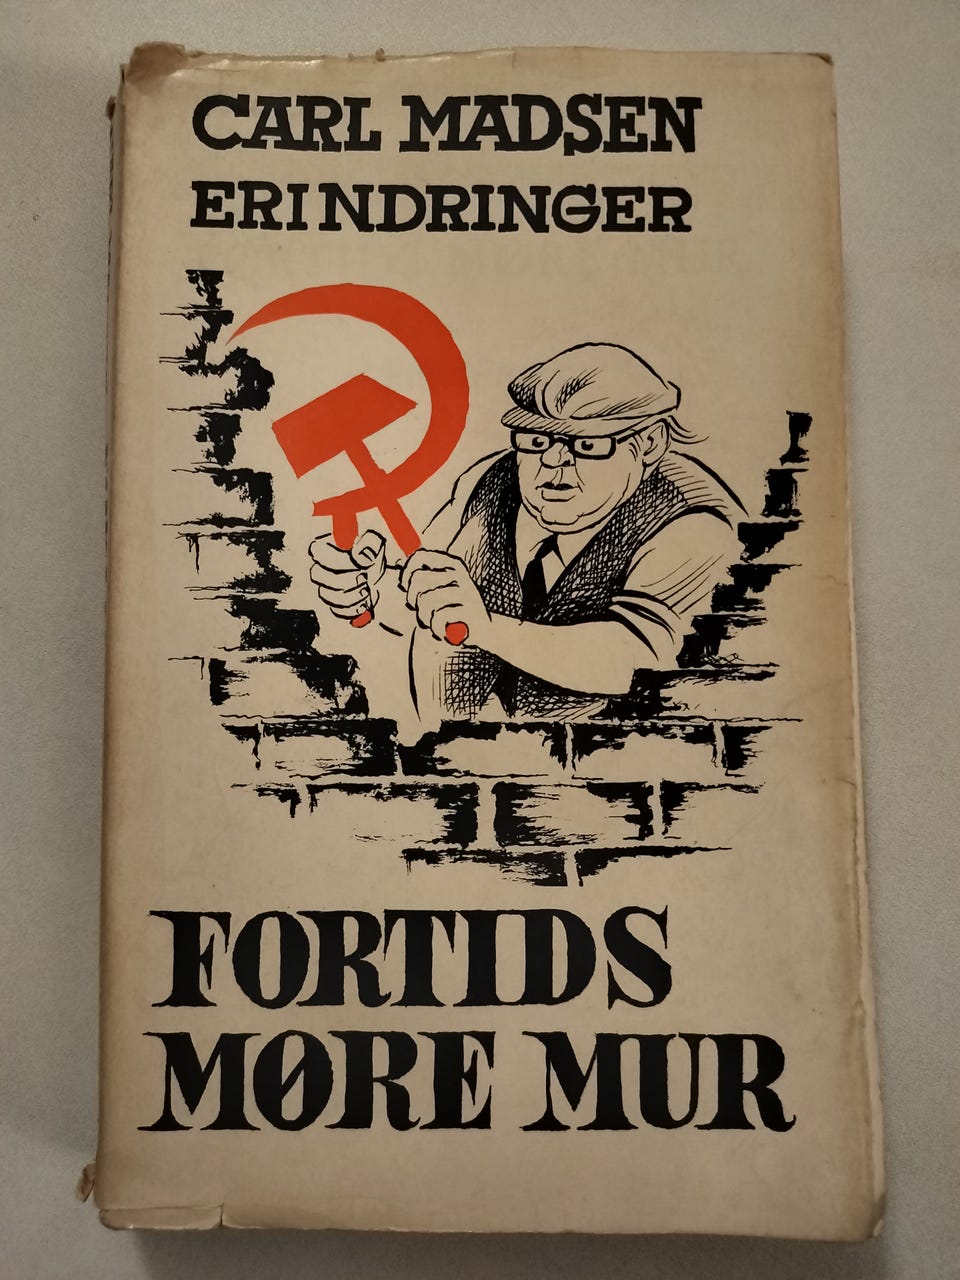 CARL MADSEN
ERINDRINGER
FORTIDS
MØRE MUR